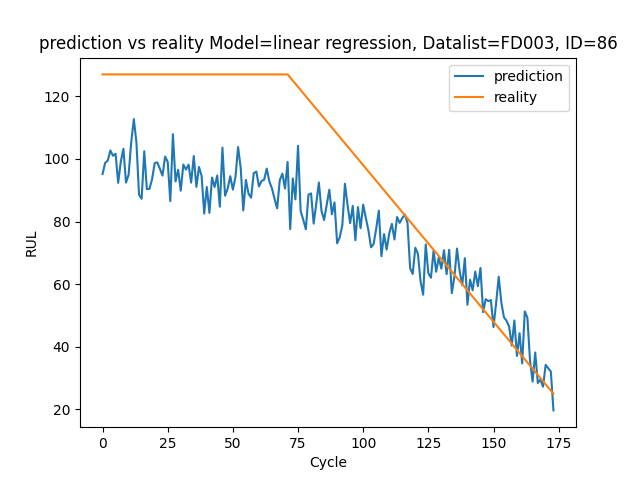 prediction vs reality Model=linear regression, Datalist=FD003, ID=86
prediction
reality
120
100
80
60
40
20
RUL
0
25
50
75
100
125
150
175
Cycle